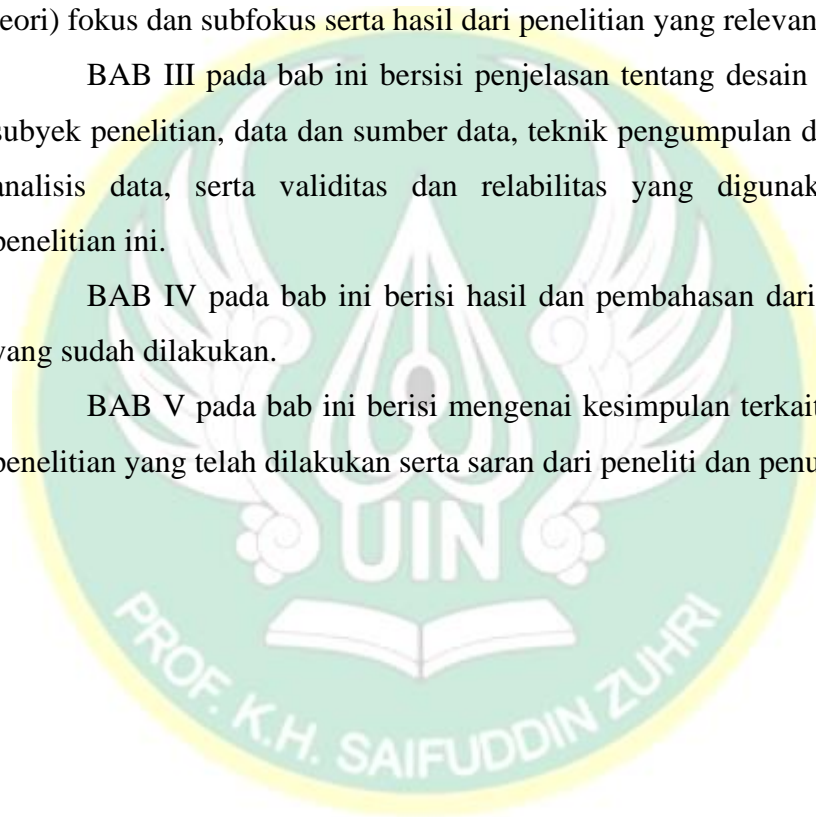 eori) fokus dan subfokus serta hasil dari penelitian yang relevan
BAB III pada bab ini bersisi penjelasan tentang desain
subyek penelitian, data dan sumber data, teknik pengumpulan d
analisis data, serta validitas dan relabilitas yang digunak
penelitian ini.
BAB IV pada bab ini berisi hasil dan pembahasan dari
yang sudah dilakukan.
BAB V pada bab ini berisi mengenai kesimpulan terkait
penelitian yang telah dilakukan serta saran dari peneliti dan penu
UIN
PROF. K.H. SAIFUDDIN ZUHRI